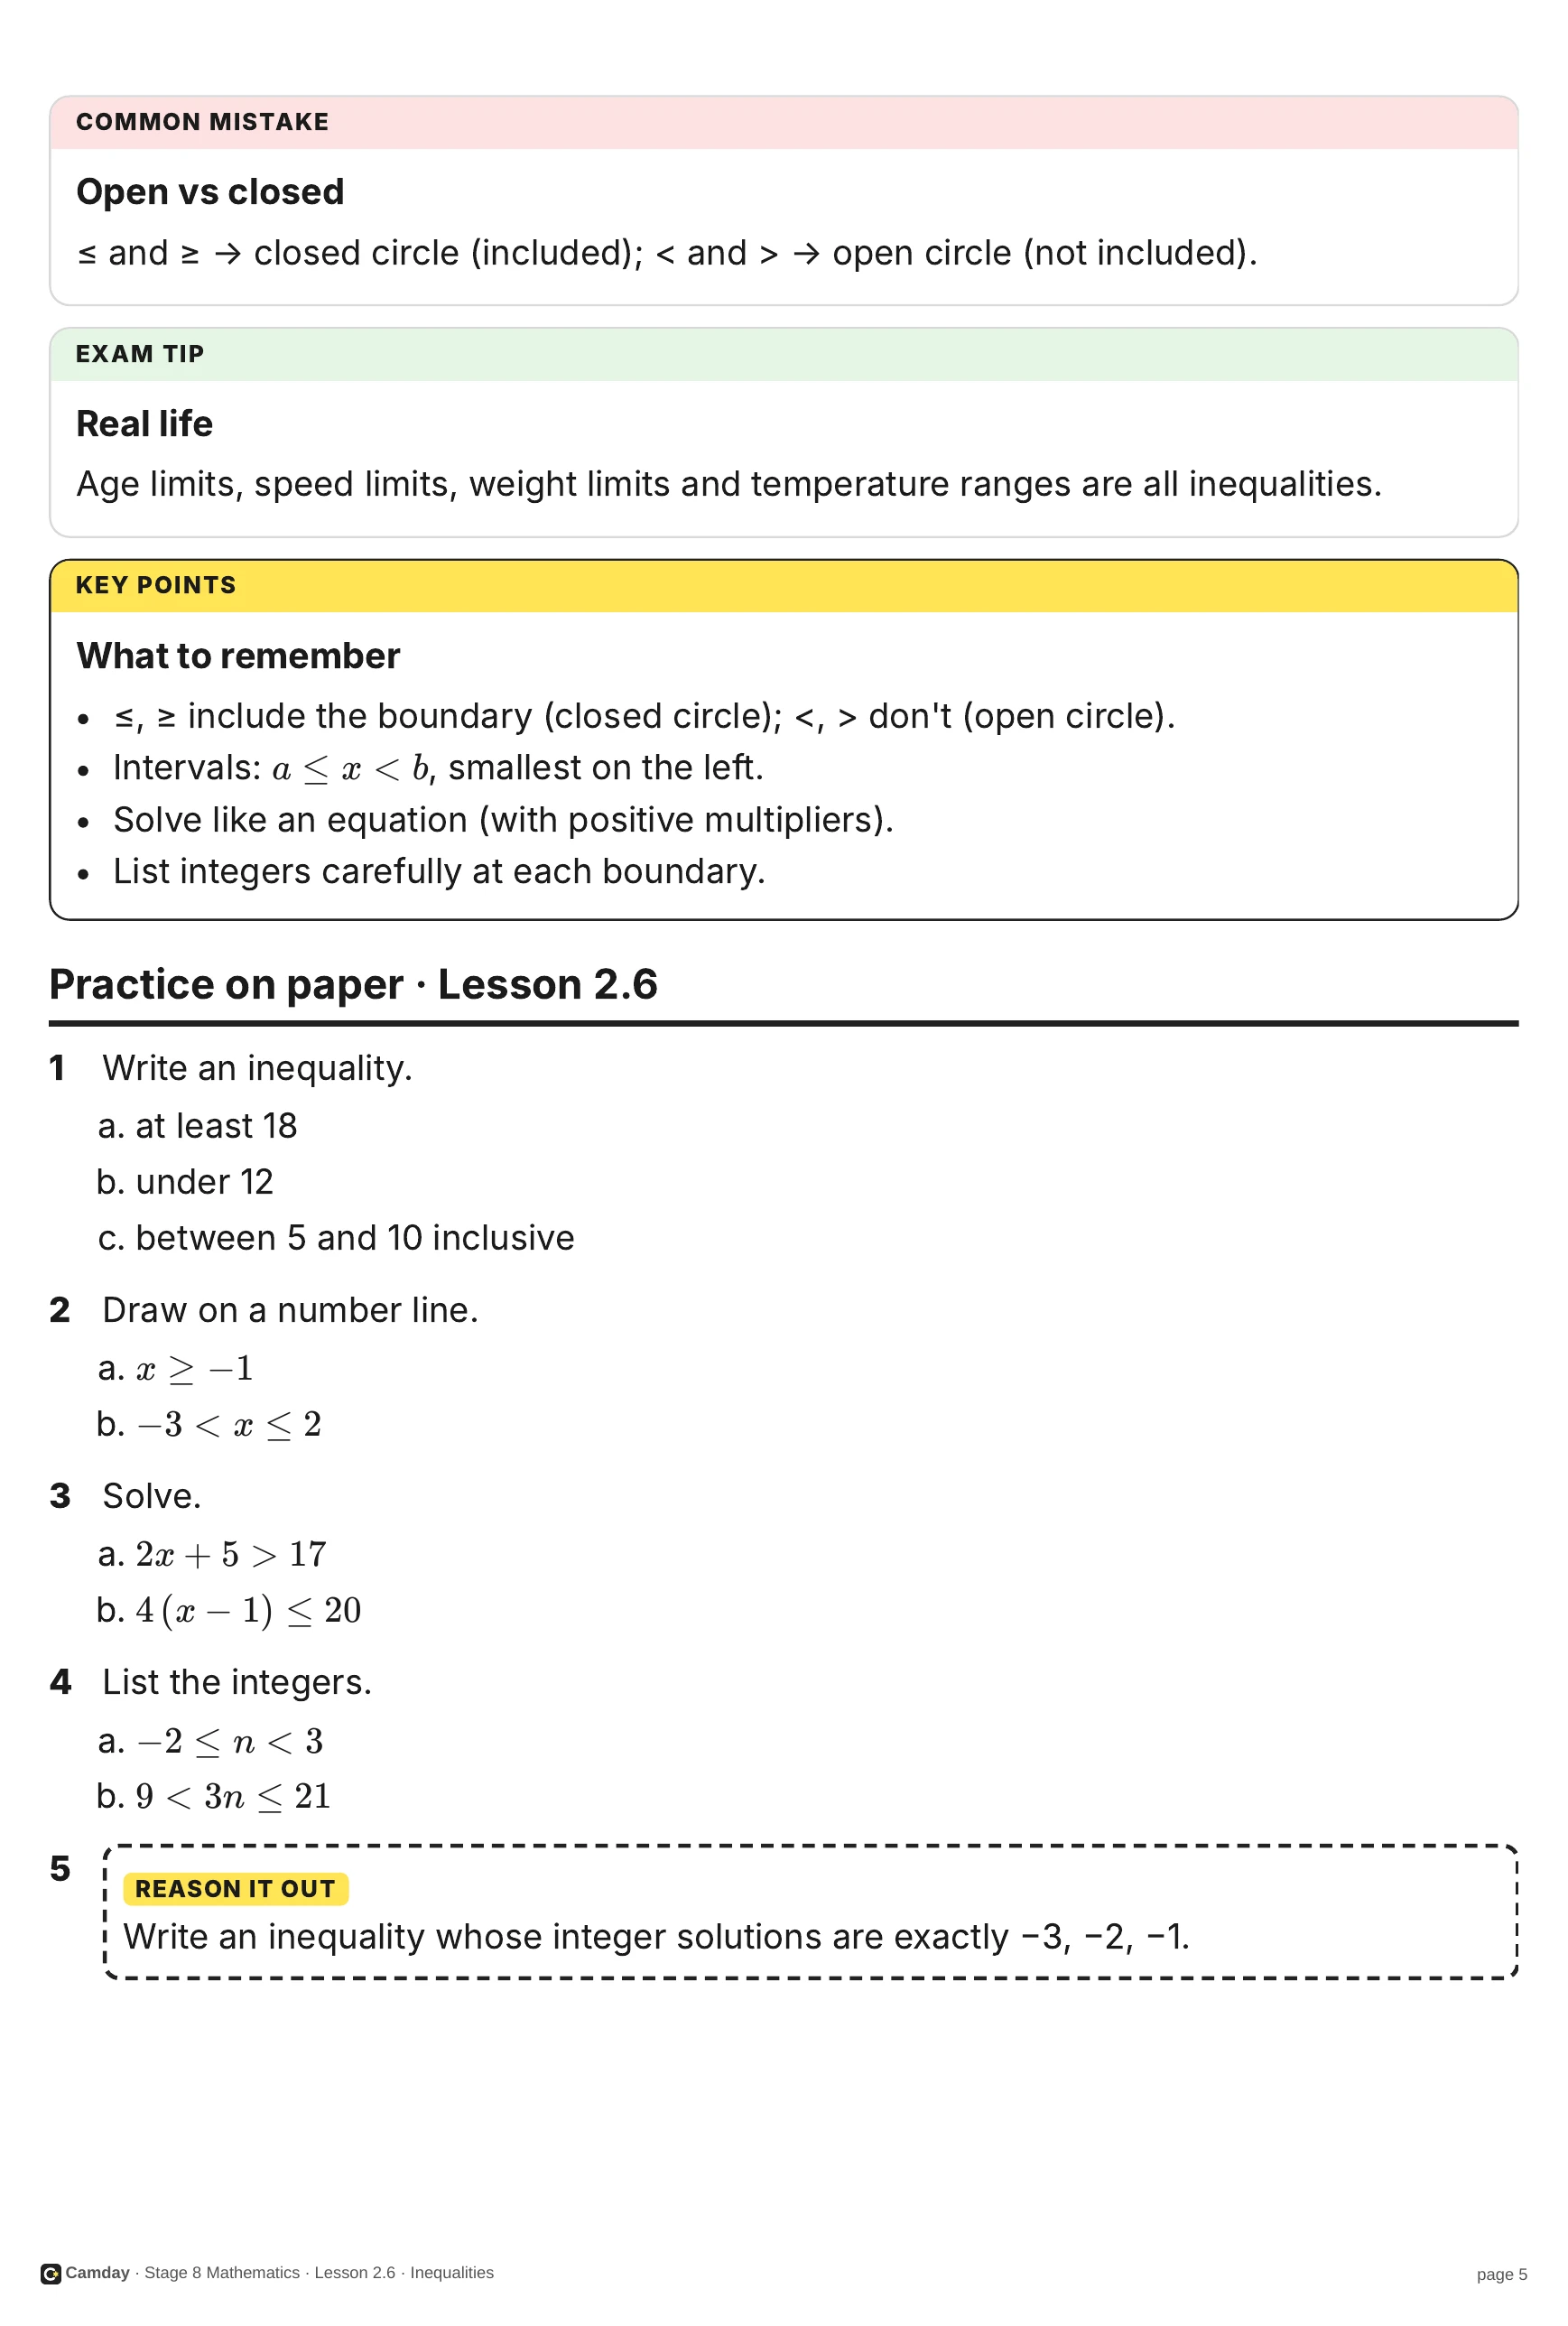 COMMON MISTAKE
Open vs closed
≤ and ≥ → closed circle (included); < and > → open circle (not included).
EXAM TIP
Real life
Age limits, speed limits, weight limits and temperature ranges are all inequalities.
KEY POINTS
What to remember
• ≤, ≥ include the boundary (closed circle); <, > don't (open circle).
• Intervals: a ≤ x < b, smallest on the left.
• Solve like an equation (with positive multipliers).
• List integers carefully at each boundary.
Practice on paper · Lesson 2.6
1 Write an inequality.
a. at least 18
b. under 12
c. between 5 and 10 inclusive
2 Draw on a number line.
a. x ≥ −1
b. −3 < x ≤ 2
3 Solve.
a. 2x + 5 > 17
b. 4(x − 1) ≤ 20
4 List the integers.
a. −2 ≤ n < 3
b. 9 < 3n ≤ 21
5 REASON IT OUT
Write an inequality whose integer solutions are exactly −3, −2, −1.
Camday · Stage 8 Mathematics · Lesson 2.6 · Inequalities
page 5